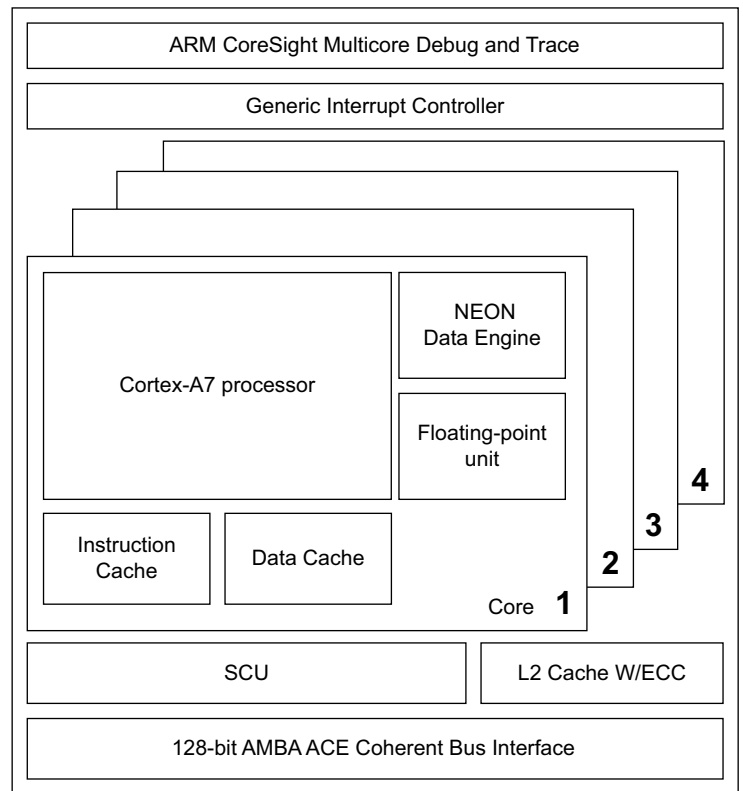 ARM CoreSight Multicore Debug and Trace
Generic Interrupt Controller
NEON
Data Engine
Cortex-A7 processor
Floating-point
unit
4
3
Instruction
Cache
Data Cache
2
Core 1
SCU
L2 Cache W/ECC
128-bit AMBA ACE Coherent Bus Interface